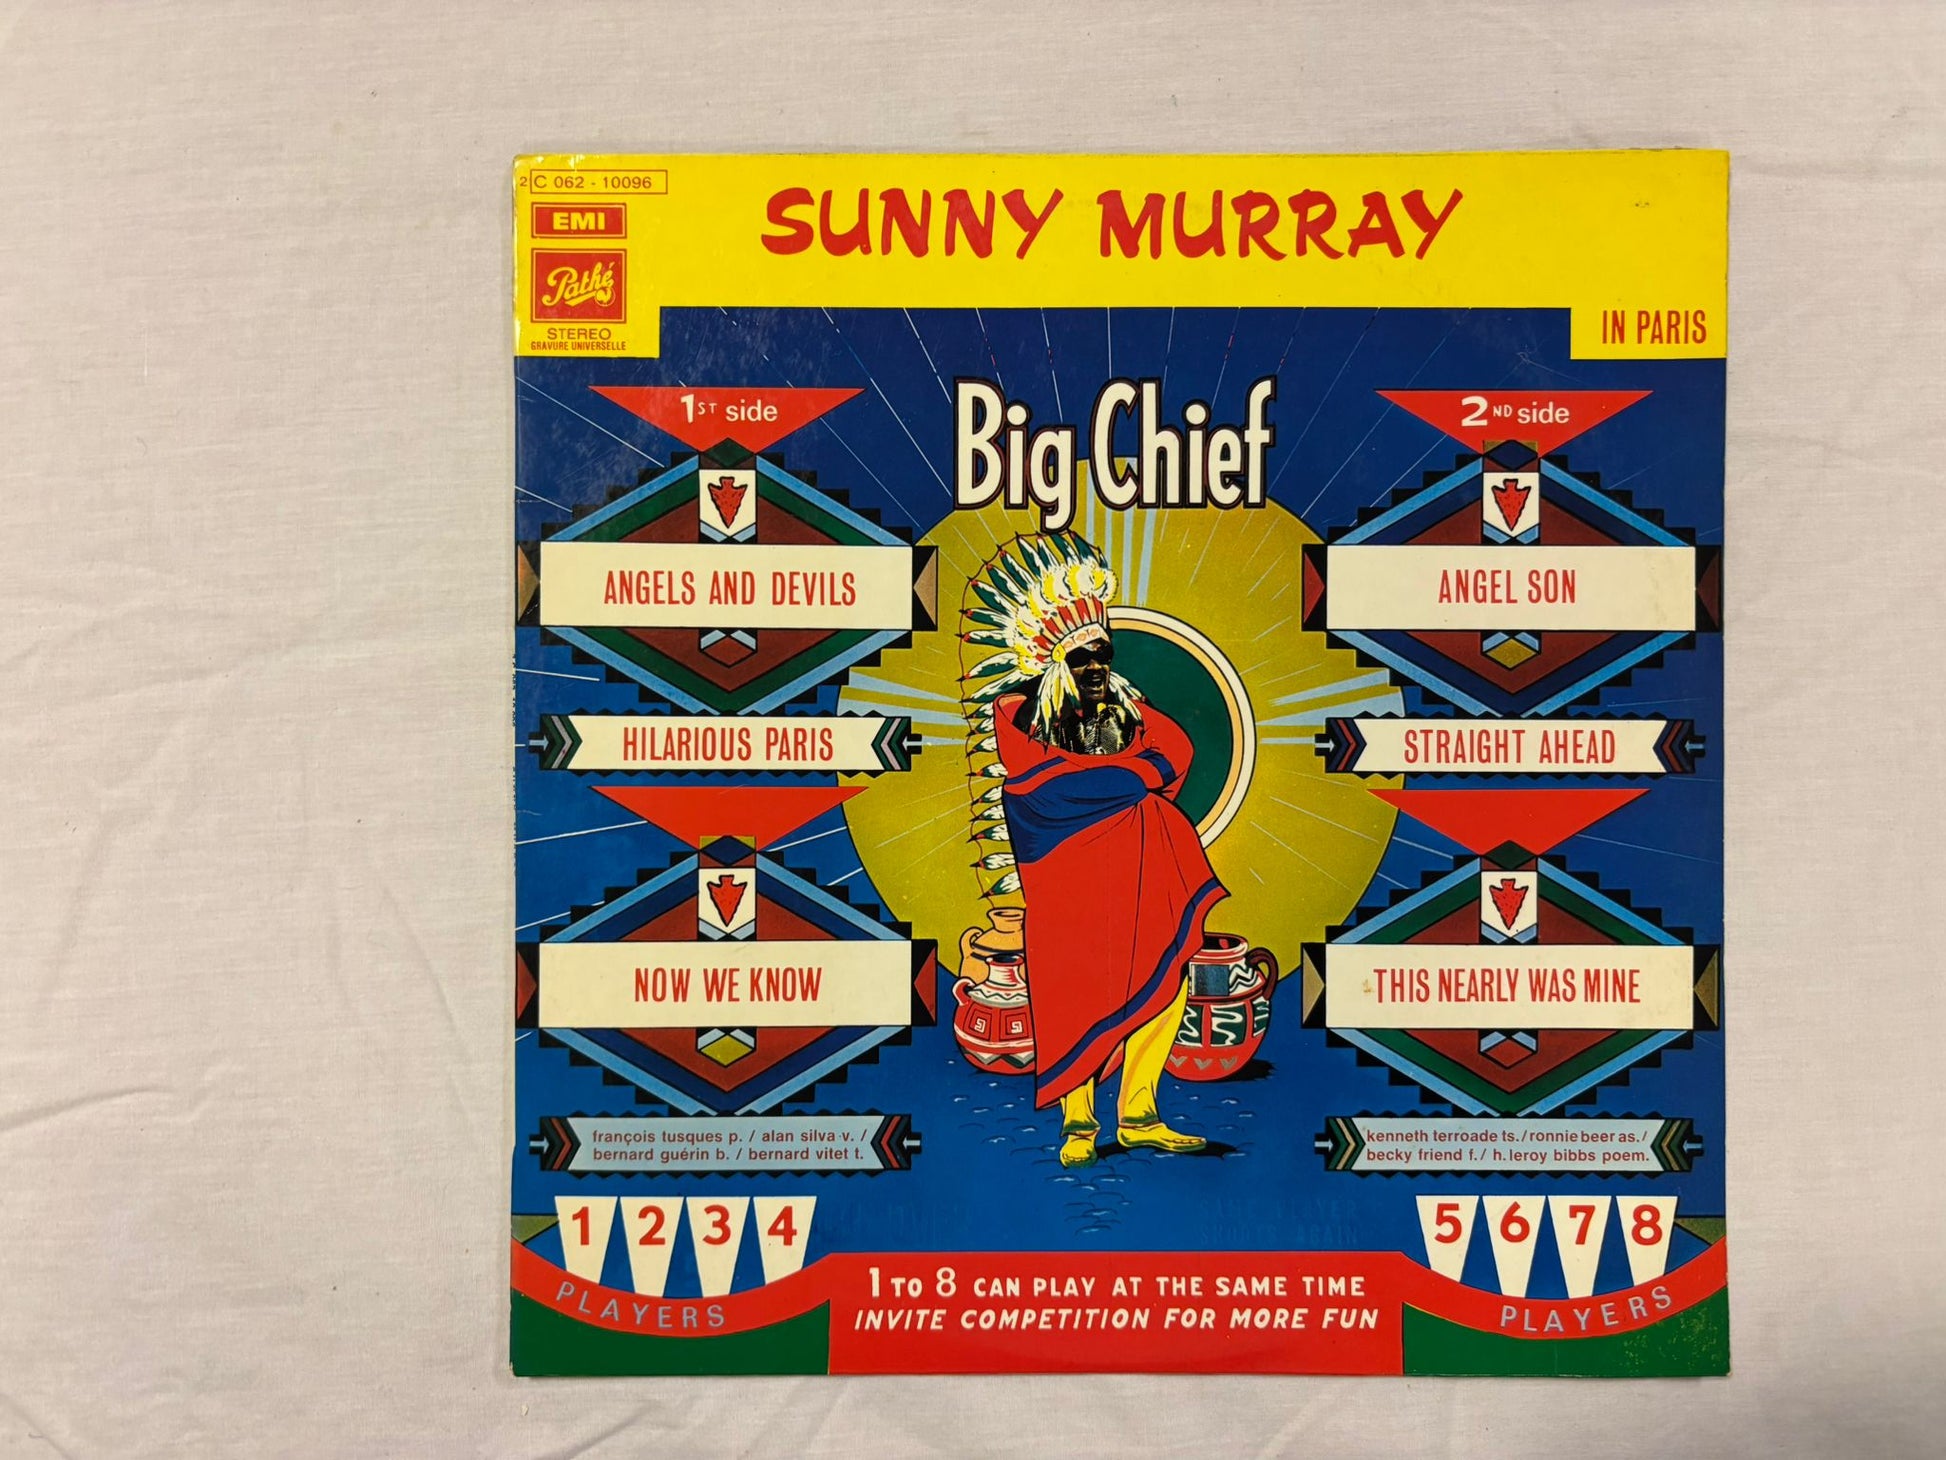 2 C 062 - 10096
EMI
Pathé
STEREO
GRAVURE UNIVERSELLE
SUNNY MURRAY
IN PARIS
Big Chief
1ST side
ANGELS AND DEVILS
HILARIOUS PARIS
NOW WE KNOW
françois tusques p. / alan silva v. /
bernard guérin b. / bernard vitet t.
2ND side
ANGEL SON
STRAIGHT AHEAD
THIS NEARLY WAS MINE
kenneth terroade ts. / ronnie beer as. /
becky friend f. / h. leroy bibbs poem.
1 2 3 4
PLAYERS
SAME PLAYER
SHOOTS AGAIN
5 6 7 8
PLAYERS
1 TO 8 CAN PLAY AT THE SAME TIME
INVITE COMPETITION FOR MORE FUN